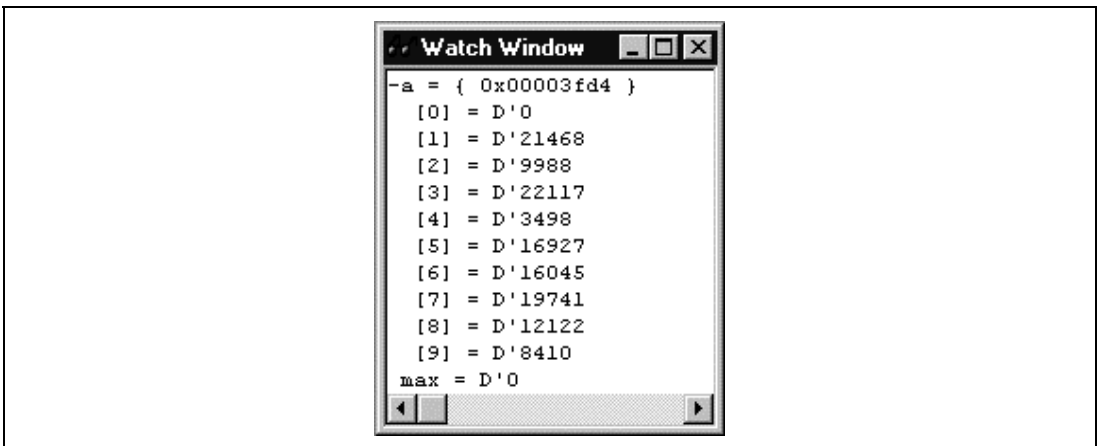 Watch Window
-a = { 0x00003fd4 }
[0] = D'0
[1] = D'21468
[2] = D'9988
[3] = D'22117
[4] = D'3498
[5] = D'16927
[6] = D'16045
[7] = D'19741
[8] = D'12122
[9] = D'8410
max = D'0